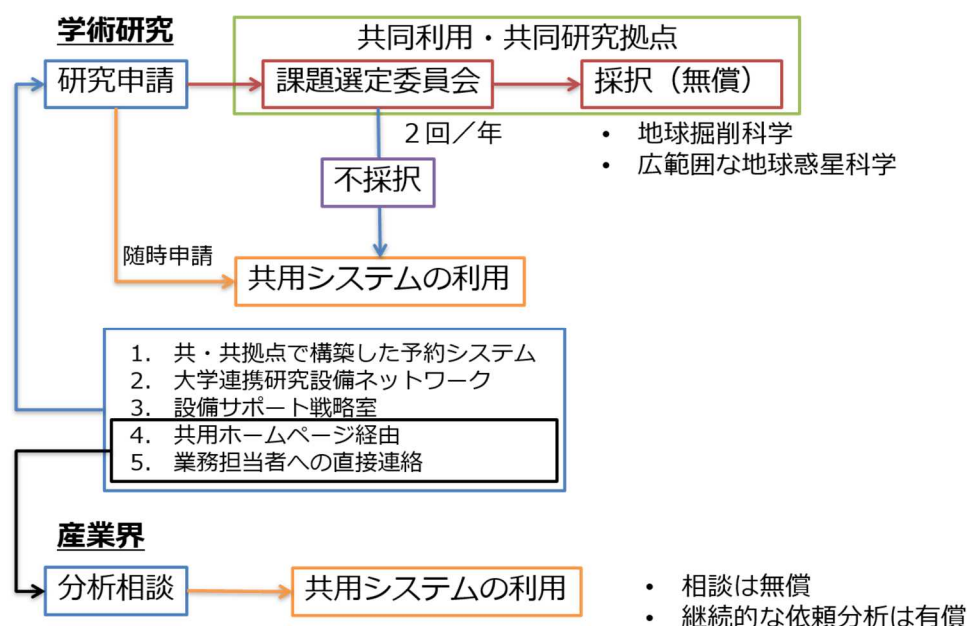 学術研究
共同利用・共同研究拠点
研究申請
課題選定委員会
採択（無償）
２回／年
• 地球掘削科学
• 広範囲な地球惑星科学
不採択
随時申請
共用システムの利用
1. 共・共拠点で構築した予約システム
2. 大学連携研究設備ネットワーク
3. 設備サポート戦略室
4. 共用ホームページ経由
5. 業務担当者への直接連絡
産業界
分析相談
共用システムの利用
• 相談は無償
• 継続的な依頼分析は有償